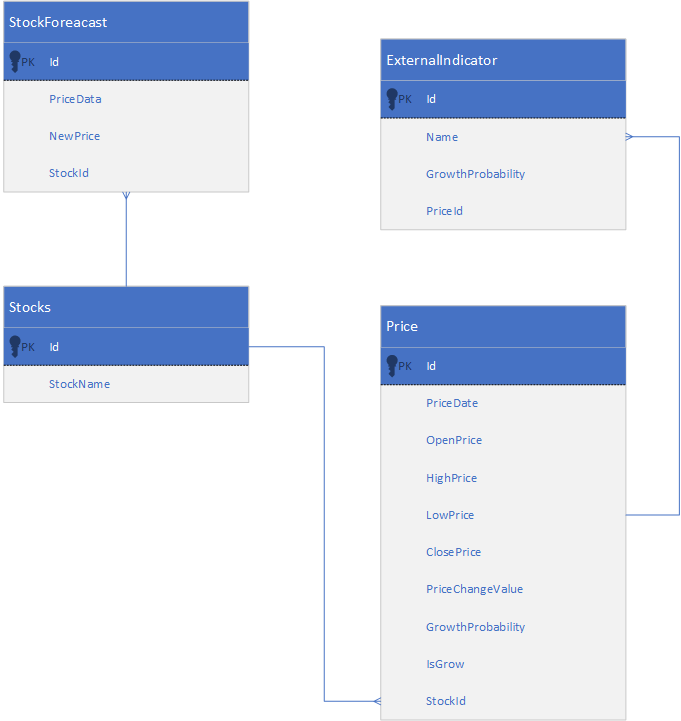 StockForeacast
PK Id
PriceData
NewPrice
StockId
ExternalIndicator
PK Id
Name
GrowthProbability
PriceId
Stocks
PK Id
StockName
Price
PK Id
PriceDate
OpenPrice
HighPrice
LowPrice
ClosePrice
PriceChangeValue
GrowthProbability
IsGrow
StockId